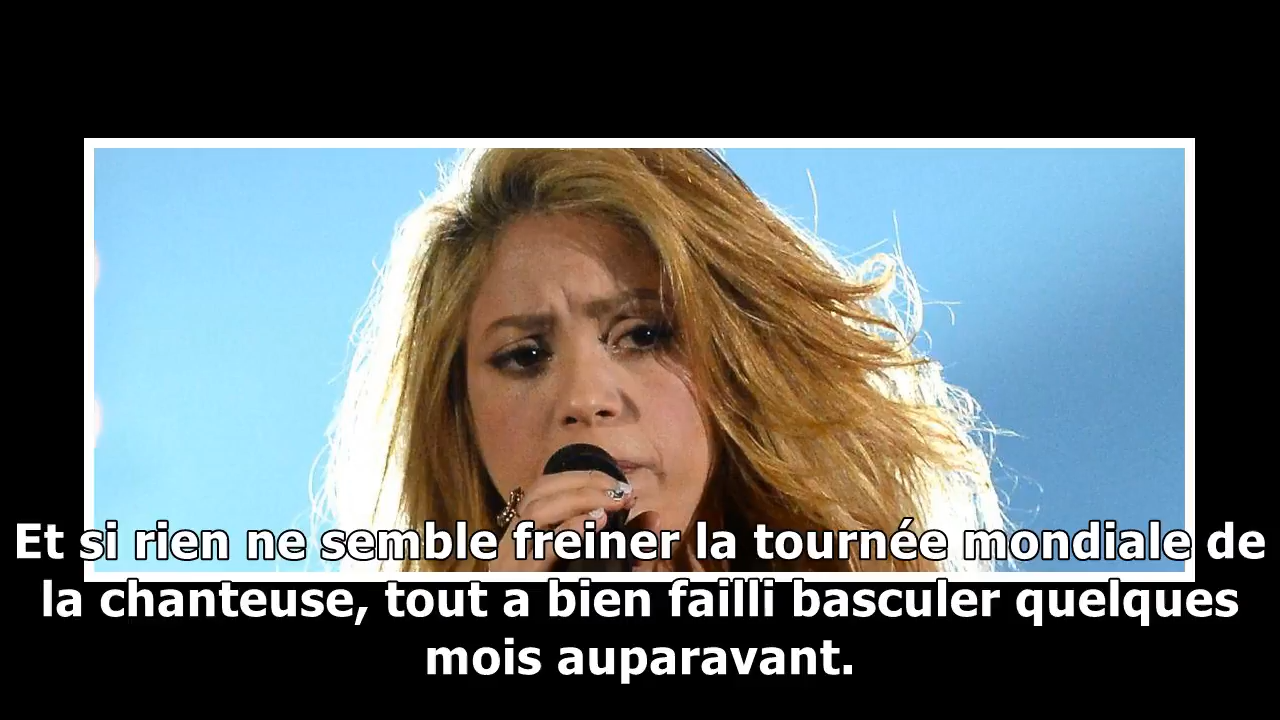 Et si rien ne semble freiner la tournée mondiale de
la chanteuse, tout a bien failli basculer quelques
mois auparavant.